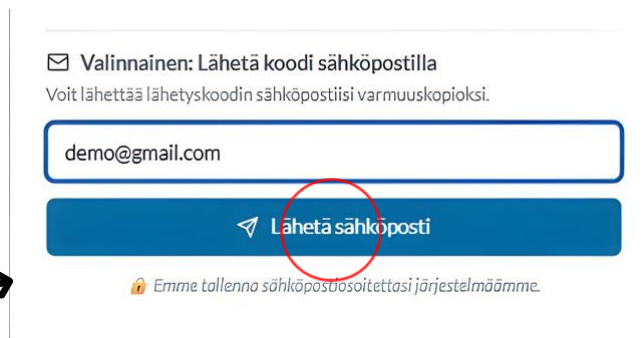 Valinnainen: Lähetä koodi sähköpostilla
Voit lähettää lähetyskoodin sähköpostiisi varmuuskopioksi.
demo@gmail.com
Lähetä sähköposti
Emme tallenna sähköpostiosoitettasi järjestelmäämme.